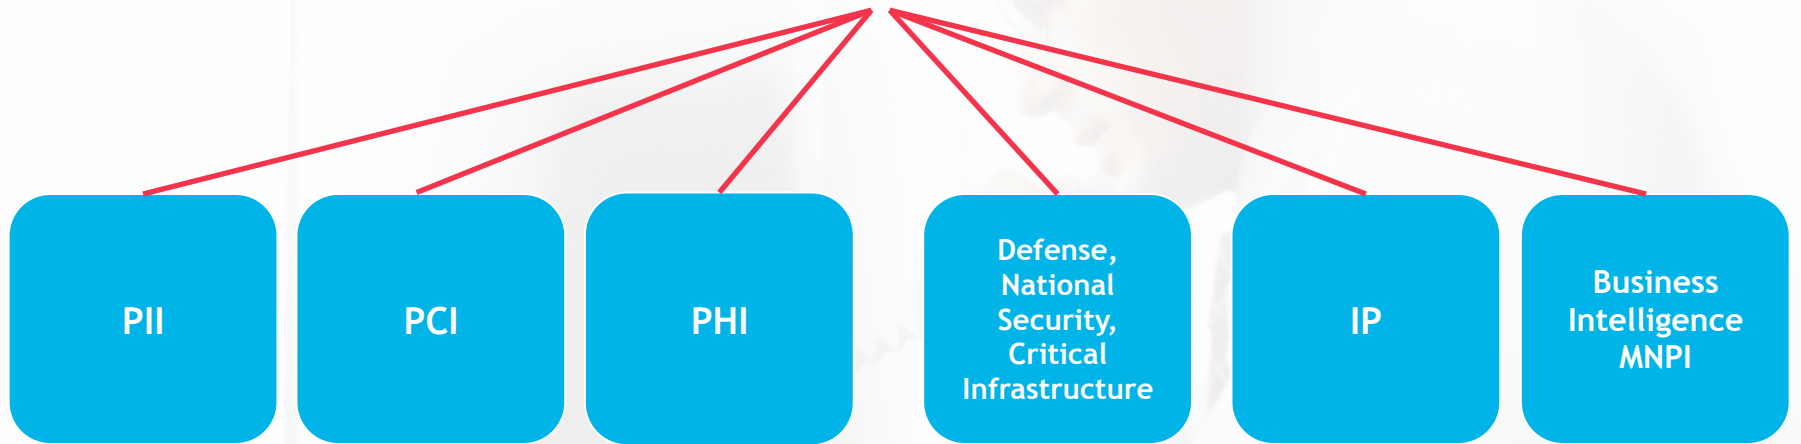 PII
PCI
PHI
Defense,
National
Security,
Critical
Infrastructure
IP
Business
Intelligence
MNPI